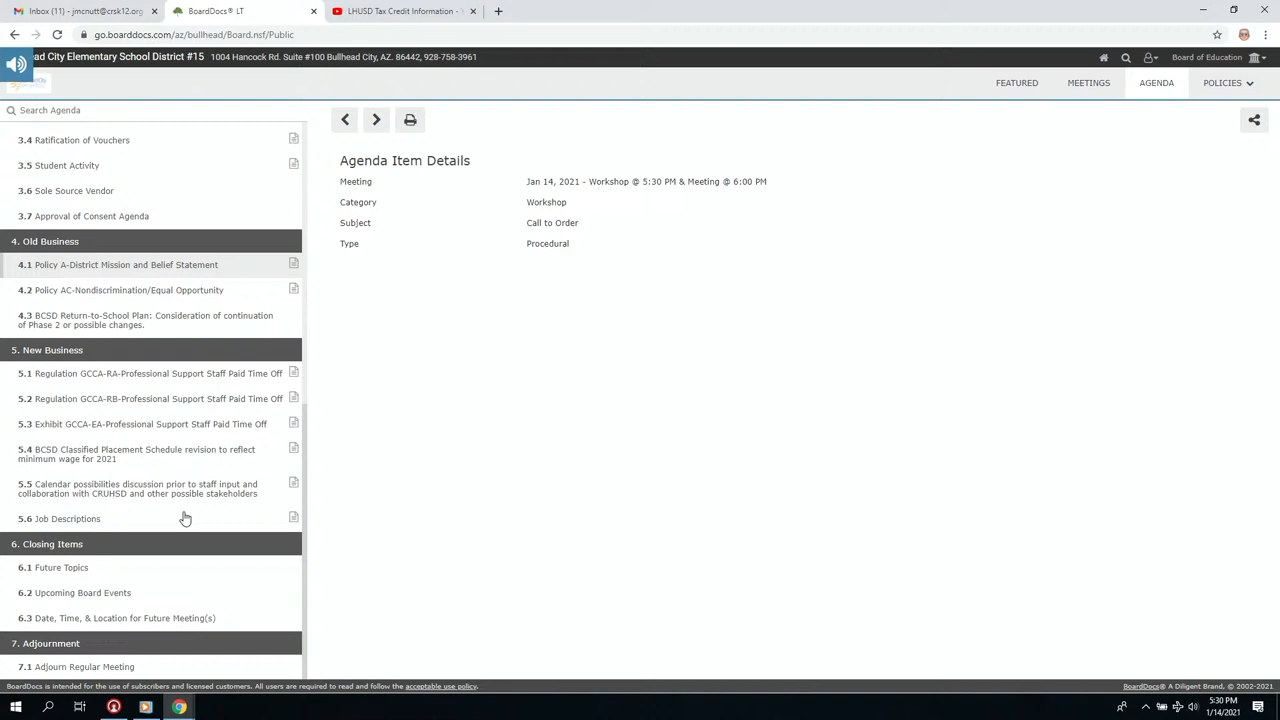 Inbox (11) - jmcnutt@crsk12.org
BoardDocs® LT
LHUSD Tax Credit Information - 
go.boarddocs.com/az/bullhead/Board.nsf/Public
ead City Elementary School District #15 1004 Hancock Rd. Suite #100 Bullhead City, AZ. 86442, 928-758-3961
Board of Education
FEATURED MEETINGS AGENDA POLICIES
Search Agenda
3.4 Ratification of Vouchers
3.5 Student Activity
3.6 Sole Source Vendor
3.7 Approval of Consent Agenda
4. Old Business
4.1 Policy A-District Mission and Belief Statement
4.2 Policy AC-Nondiscrimination/Equal Opportunity
4.3 BCSD Return-to-School Plan: Consideration of continuation
of Phase 2 or possible changes.
5. New Business
5.1 Regulation GCCA-RA-Professional Support Staff Paid Time Off
5.2 Regulation GCCA-RB-Professional Support Staff Paid Time Off
5.3 Exhibit GCCA-EA-Professional Support Staff Paid Time Off
5.4 BCSD Classified Placement Schedule revision to reflect
minimum wage for 2021
5.5 Calendar possibilities discussion prior to staff input and
collaboration with CRUHSD and other possible stakeholders
5.6 Job Descriptions
6. Closing Items
6.1 Future Topics
6.2 Upcoming Board Events
6.3 Date, Time, & Location for Future Meeting(s)
7. Adjournment
7.1 Adjourn Regular Meeting
Agenda Item Details
Meeting Jan 14, 2021 - Workshop @ 5:30 PM & Meeting @ 6:00 PM
Category Workshop
Subject Call to Order
Type Procedural
BoardDocs is intended for the use of subscribers and licensed customers. All users are required to read and follow the acceptable use policy.
BoardDocs® A Diligent Brand, © 2002-2021
5:30 PM
1/14/2021